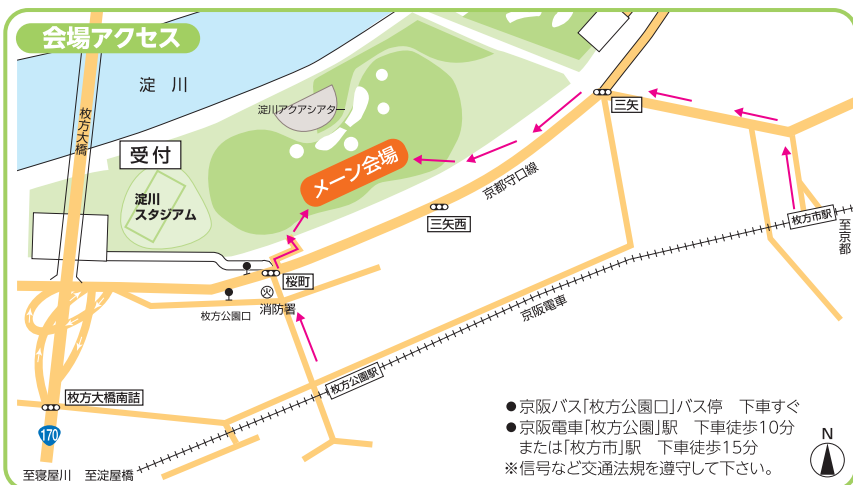 会場アクセス
淀川
枚方大橋
淀川アクアシアター
受付
メーン会場
淀川
スタジアム
三矢
京都守口線
三矢西
枚方市駅
至京都
桜町
火
消防署
枚方公園口
京阪電車
枚方公園駅
枚方大橋南詰
170
至寝屋川
至淀屋橋
●京阪バス「枚方公園口」バス停 下車すぐ
●京阪電車「枚方公園」駅 下車徒歩10分
または「枚方市」駅 下車徒歩15分
※信号など交通法規を遵守して下さい。
N